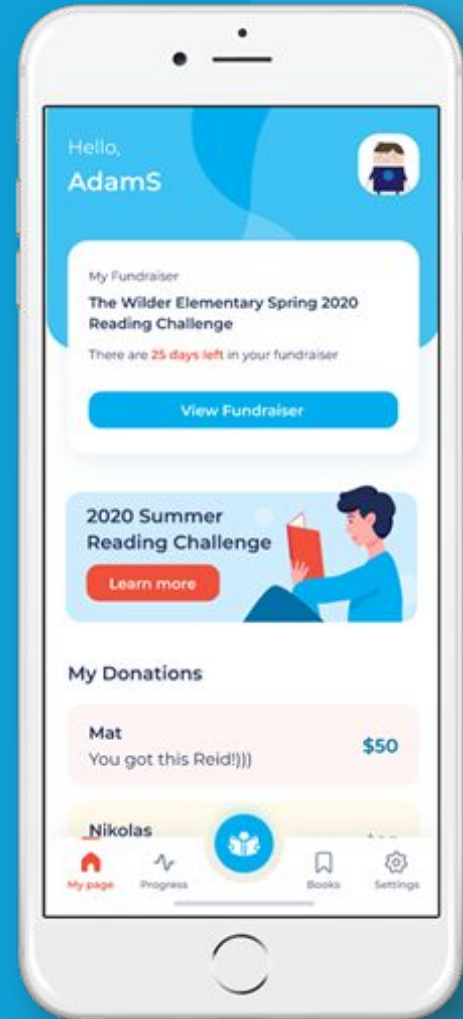 Hello,
AdamS
My Fundraiser
The Wilder Elementary Spring 2020
Reading Challenge
There are 25 days left in your fundraiser
View Fundraiser
2020 Summer
Reading Challenge
Learn more
My Donations
Mat
You got this Reid!)))
$50
Nikolas
My page
Progress
Books
Settings